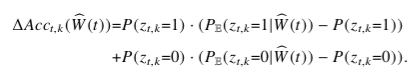 ΔAcc_{t,k}(Ŵ(t))=P(z_{t,k}=1) · (P_𝔼(z_{t,k}=1|Ŵ(t)) − P(z_{t,k}=1))
+P(z_{t,k}=0) · (P_𝔼(z_{t,k}=0|Ŵ(t)) − P(z_{t,k}=0)).